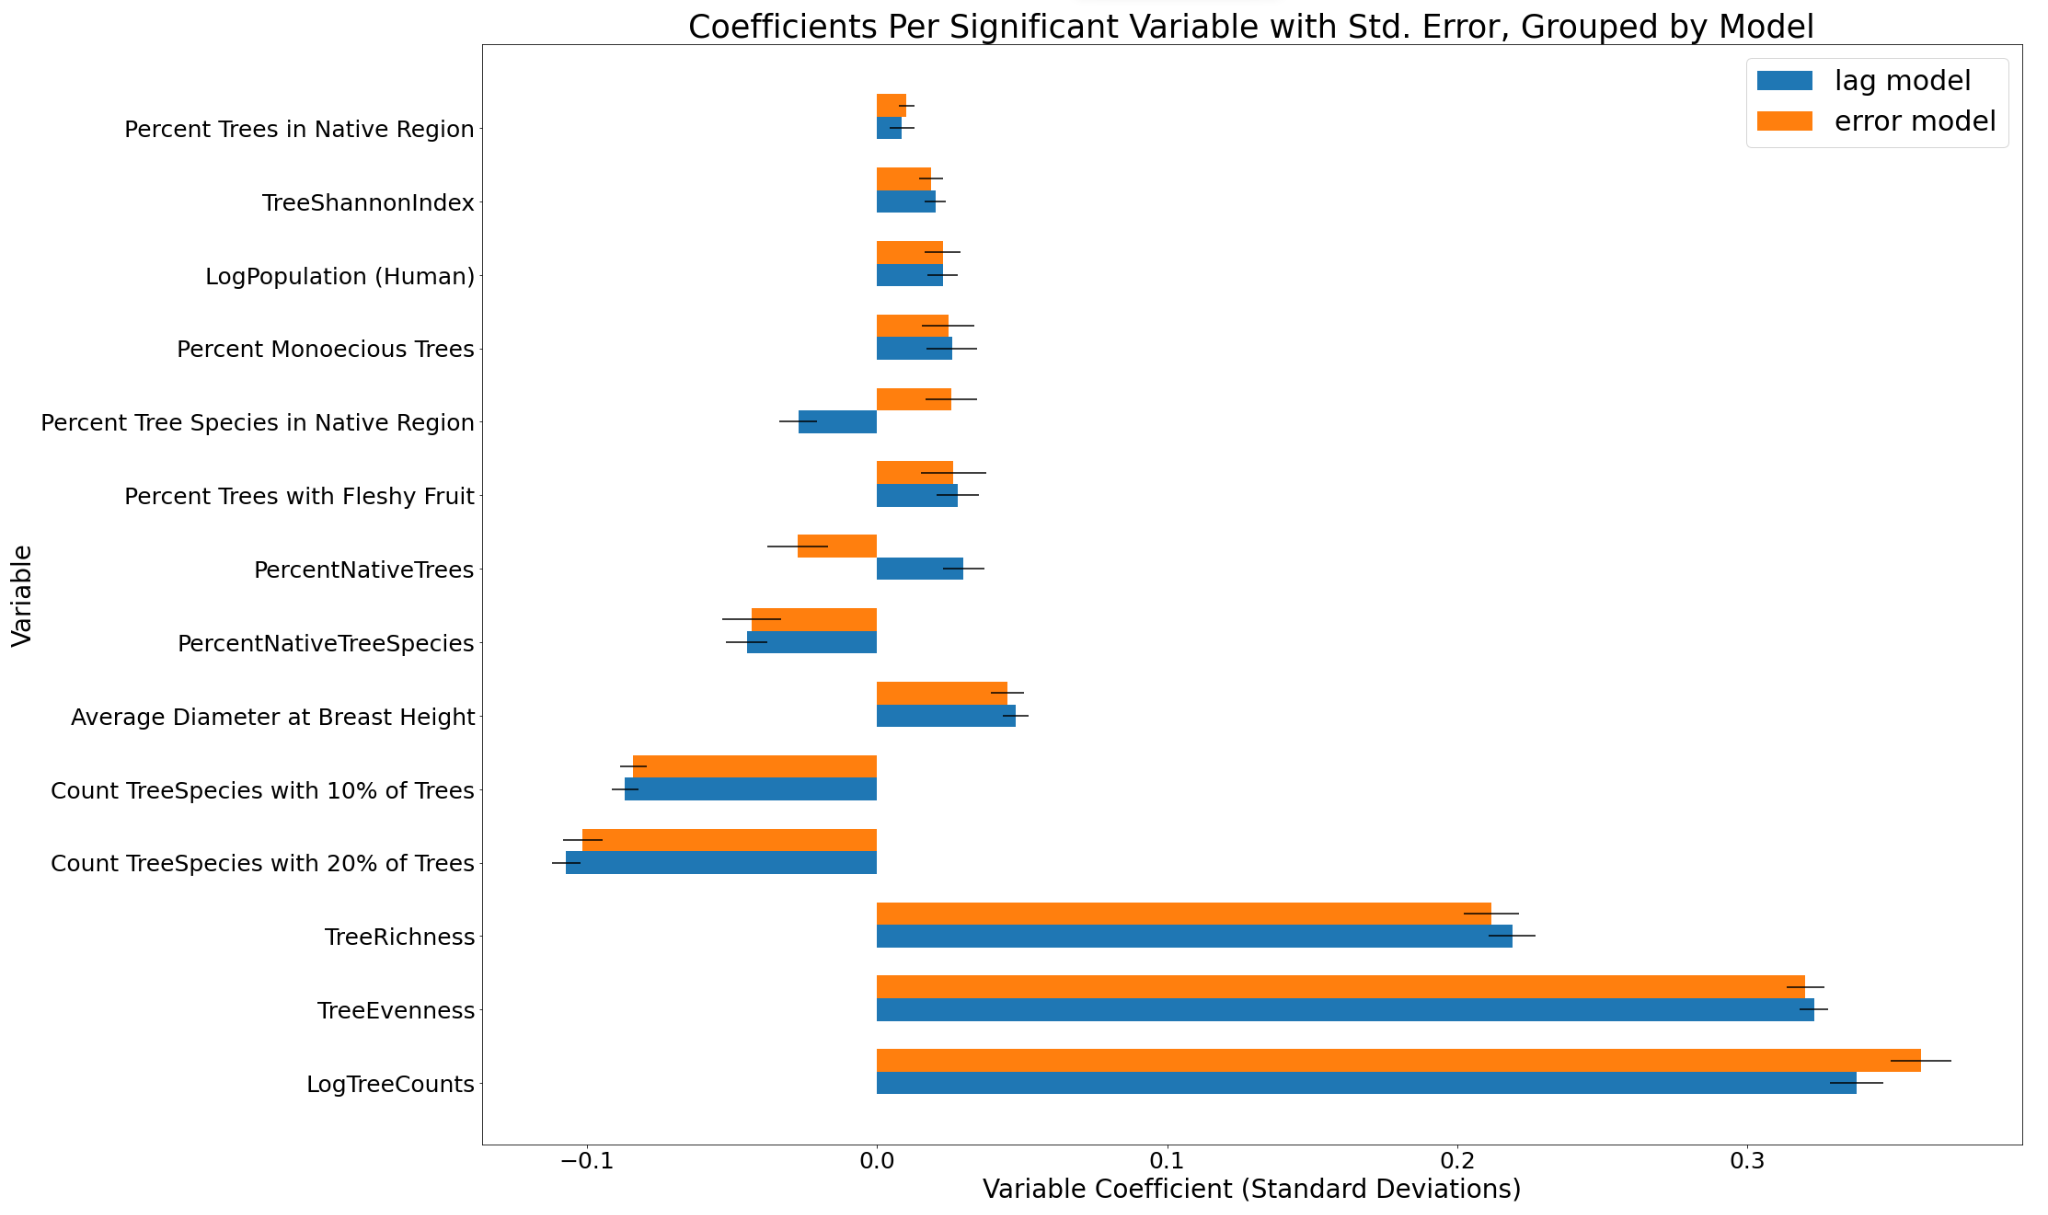 Coefficients Per Significant Variable with Std. Error, Grouped by Model
lag model
error model
Percent Trees in Native Region
TreeShannonIndex
LogPopulation (Human)
Percent Monoecious Trees
Percent Tree Species in Native Region
Percent Trees with Fleshy Fruit
PercentNativeTrees
PercentNativeTreeSpecies
Average Diameter at Breast Height
Count TreeSpecies with 10% of Trees
Count TreeSpecies with 20% of Trees
TreeRichness
TreeEvenness
LogTreeCounts
Variable
−0.1 0.0 0.1 0.2 0.3
Variable Coefficient (Standard Deviations)